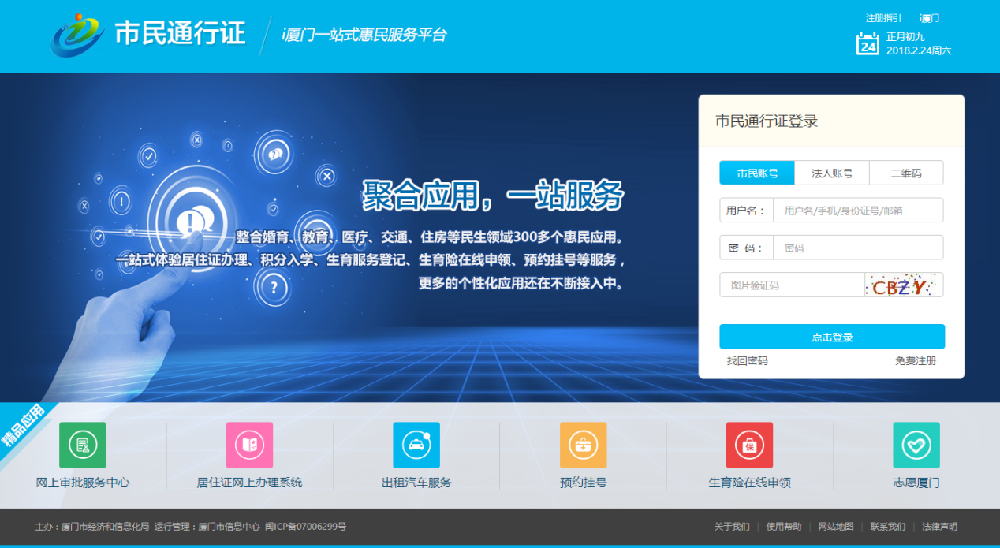 注册指引 i厦门
市民通行证
i厦门一站式惠民服务平台
正月初九
24
2018.2.24周六
市民通行证登录
市民账号 法人账号 二维码
用户名： 用户名/手机/身份证号/邮箱
密 码： 密码
图片验证码 CBZY
点击登录
找回密码 免费注册
聚合应用，一站服务
整合婚育、教育、医疗、交通、住房等民生领域300多个惠民应用。
一站式体验居住证办理、积分入学、生育服务登记、生育险在线申领、预约挂号等服务，
更多的个性化应用还在不断接入中。
精品应用
保
网上审批服务中心 居住证网上办理系统 出租汽车服务 预约挂号 生育险在线申领 志愿厦门
主办：厦门市经济和信息化局 运行管理：厦门市信息中心 闽ICP备07006299号
关于我们 | 使用帮助 | 网站地图 | 联系我们 | 法律声明